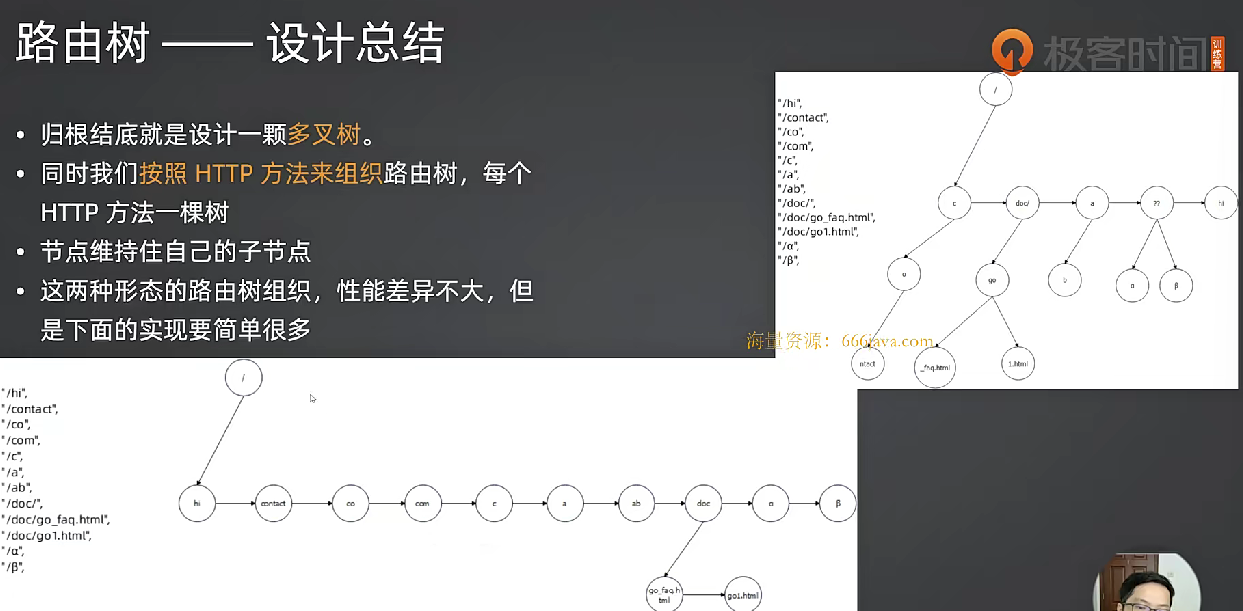 路由树 —— 设计总结
极客时间
训练营
• 归根结底就是设计一颗多叉树。
• 同时我们按照 HTTP 方法来组织路由树，每个
HTTP 方法一棵树
• 节点维持住自己的子节点
• 这两种形态的路由树组织，性能差异不大，但
是下面的实现要简单很多
"/hi",
"/contact",
"/co",
"/com",
"/c",
"/a",
"/ab",
"/doc/",
"/doc/go_faq.html",
"/doc/go1.html",
"/α",
"/β",
/
c
doc/
a
??
hi
o
go
b
α
β
ntact
_faq.html
1.html
海量资源：666java.com
"/hi",
"/contact",
"/co",
"/com",
"/c",
"/a",
"/ab",
"/doc/",
"/doc/go_faq.html",
"/doc/go1.html",
"/α",
"/β",
/
hi
contact
co
com
c
a
ab
doc
α
β
go_faq.h
tml
go1.html